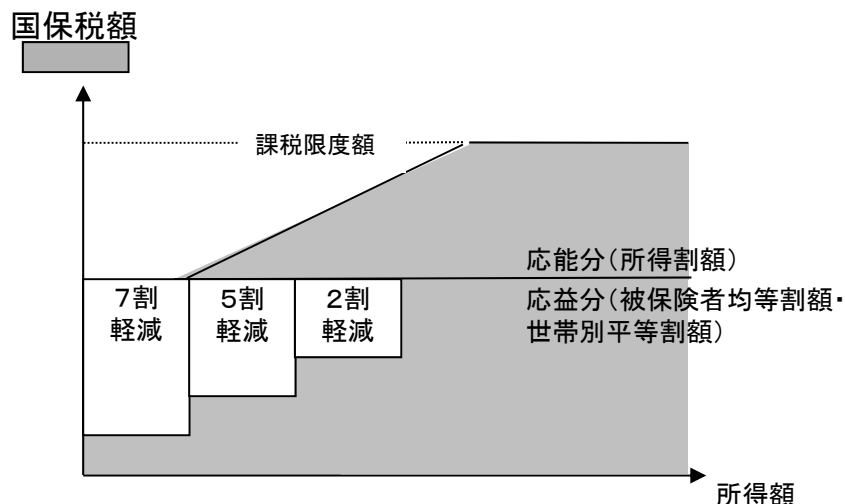 国保税額
課税限度額
応能分(所得割額)
7割
軽減
5割
軽減
2割
軽減
応益分(被保険者均等割額・
世帯別平等割額)
所得額